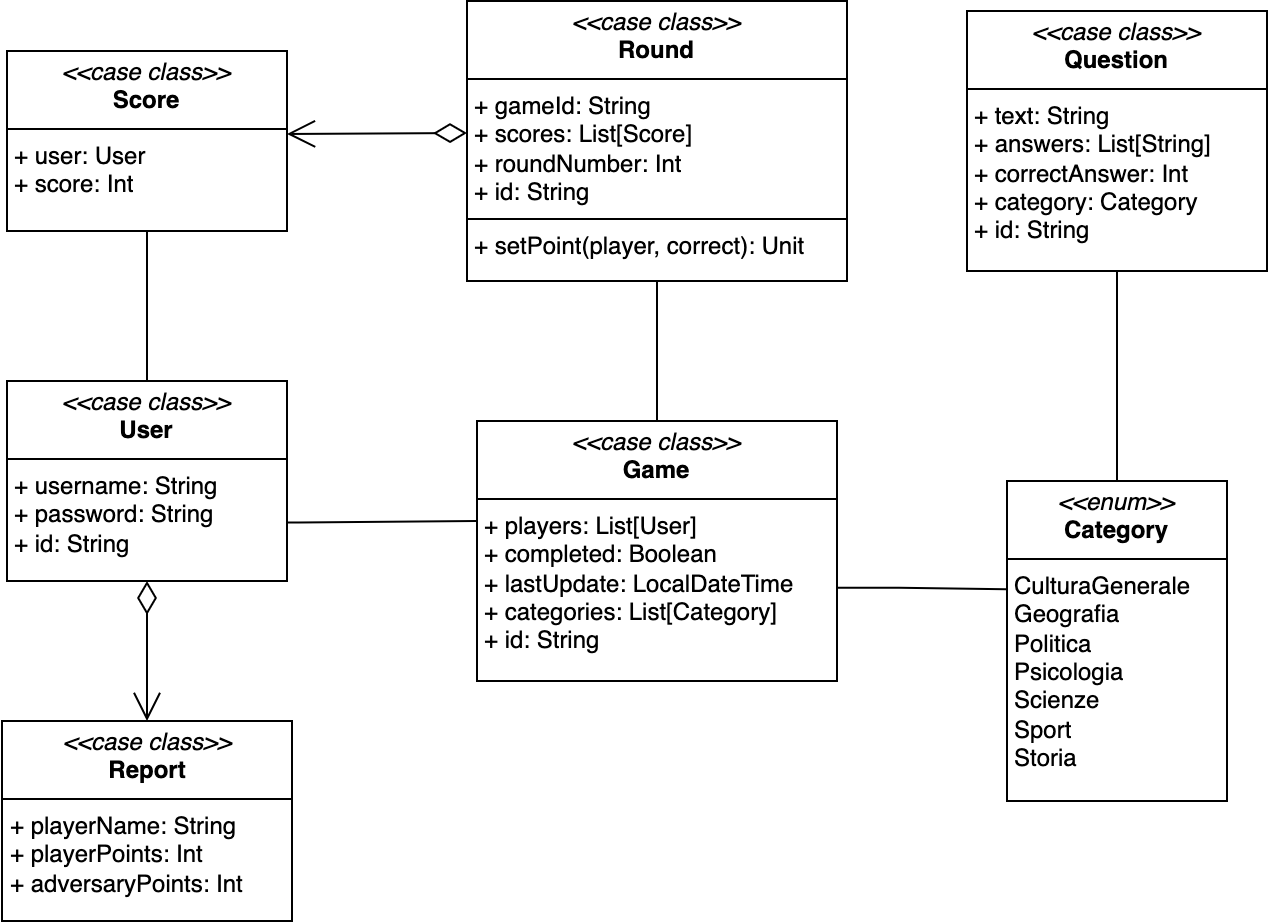 <<case class>>
Score
+ user: User
+ score: Int
<<case class>>
Round
+ gameId: String
+ scores: List[Score]
+ roundNumber: Int
+ id: String
+ setPoint(player, correct): Unit
<<case class>>
Question
+ text: String
+ answers: List[String]
+ correctAnswer: Int
+ category: Category
+ id: String
<<case class>>
User
+ username: String
+ password: String
+ id: String
<<case class>>
Game
+ players: List[User]
+ completed: Boolean
+ lastUpdate: LocalDateTime
+ categories: List[Category]
+ id: String
<<enum>>
Category
CulturaGenerale
Geografia
Politica
Psicologia
Scienze
Sport
Storia
<<case class>>
Report
+ playerName: String
+ playerPoints: Int
+ adversaryPoints: Int